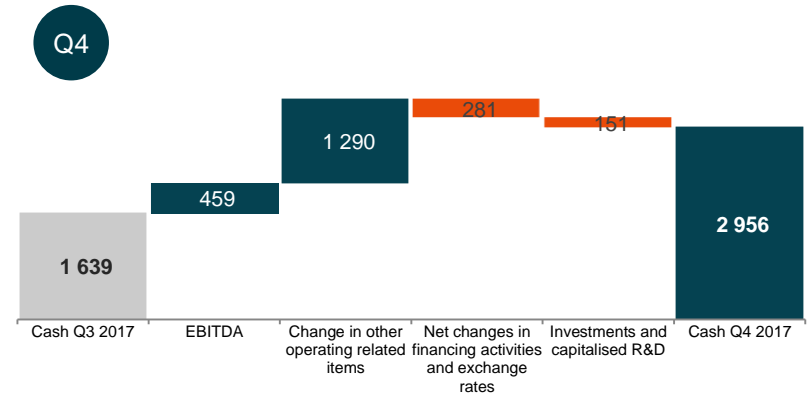 Q4
1 639
459
1 290
281
151
2 956
Cash Q3 2017
EBITDA
Change in other
operating related
items
Net changes in
financing activities
and exchange
rates
Investments and
capitalised R&D
Cash Q4 2017